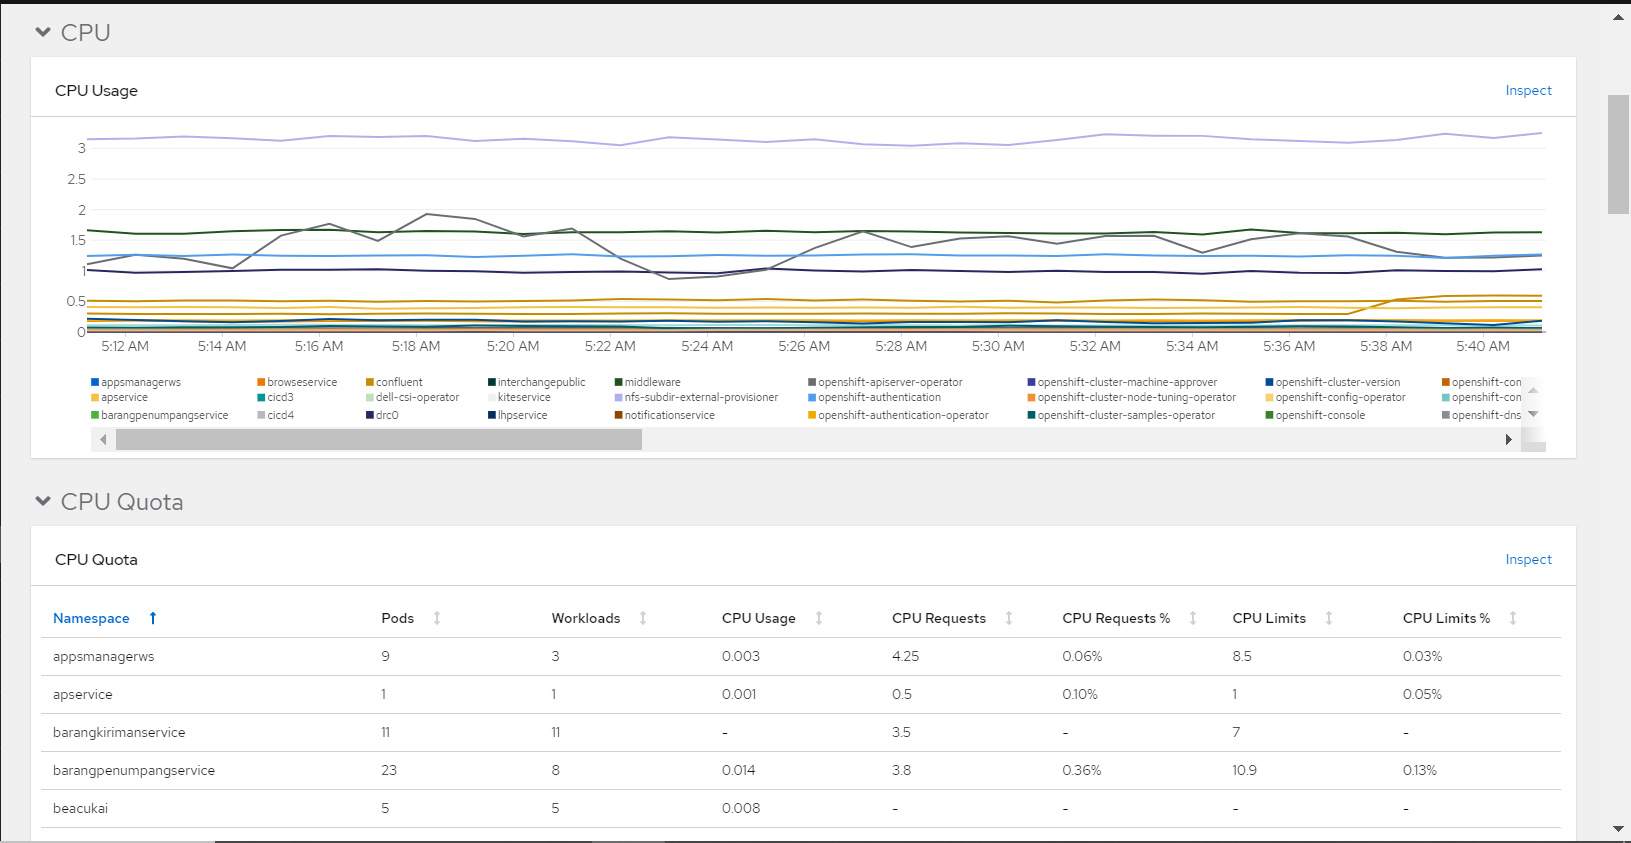 CPU
CPU Usage Inspect
3
2.5
2
1.5
1
0.5
0
5:12 AM 5:14 AM 5:16 AM 5:18 AM 5:20 AM 5:22 AM 5:24 AM 5:26 AM 5:28 AM 5:30 AM 5:32 AM 5:34 AM 5:36 AM 5:38 AM 5:40 AM
appsmanagerws browseservice confluent interchangepublic middleware openshift-apiserver-operator openshift-cluster-machine-approver openshift-cluster-version openshift-con
apservice cicd3 dell-csi-operator kiteservice nfs-subdir-external-provisioner openshift-authentication openshift-cluster-node-tuning-operator openshift-config-operator openshift-con
barangpenumpangservice cicd4 drc0 lhpservice notificationservice openshift-authentication-operator openshift-cluster-samples-operator openshift-console openshift-dns
CPU Quota
CPU Quota Inspect
Namespace Pods Workloads CPU Usage CPU Requests CPU Requests % CPU Limits CPU Limits %
appsmanagerws 9 3 0.003 4.25 0.06% 8.5 0.03%
apservice 1 1 0.001 0.5 0.10% 1 0.05%
barangkirimanservice 11 11 - 3.5 - 7 -
barangpenumpangservice 23 8 0.014 3.8 0.36% 10.9 0.13%
beacukai 5 5 0.008 - - - -